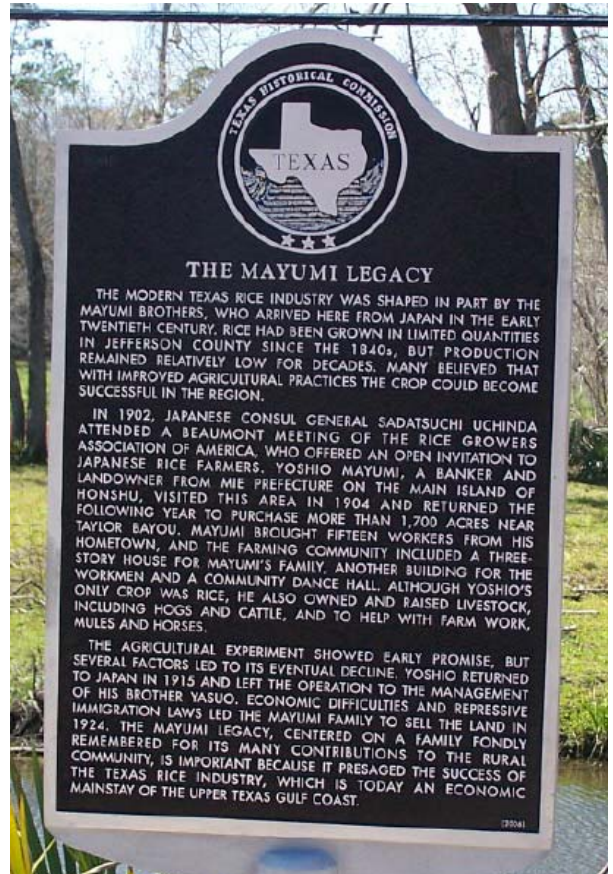 TEXAS HISTORICAL COMMISSION
TEXAS
THE MAYUMI LEGACY
THE MODERN TEXAS RICE INDUSTRY WAS SHAPED IN PART BY THE
MAYUMI BROTHERS, WHO ARRIVED HERE FROM JAPAN IN THE EARLY
TWENTIETH CENTURY. RICE HAD BEEN GROWN IN LIMITED QUANTITIES
IN JEFFERSON COUNTY SINCE THE 1840s, BUT PRODUCTION
REMAINED RELATIVELY LOW FOR DECADES. MANY BELIEVED THAT
WITH IMPROVED AGRICULTURAL PRACTICES THE CROP COULD BECOME
SUCCESSFUL IN THE REGION.
IN 1902, JAPANESE CONSUL GENERAL SADATSUCHI UCHINDA
ATTENDED A BEAUMONT MEETING OF THE RICE GROWERS
ASSOCIATION OF AMERICA, WHO OFFERED AN OPEN INVITATION TO
JAPANESE RICE FARMERS. YOSHIO MAYUMI, A BANKER AND
LANDOWNER FROM MIE PREFECTURE ON THE MAIN ISLAND OF
HONSHU, VISITED THIS AREA IN 1904 AND RETURNED THE
FOLLOWING YEAR TO PURCHASE MORE THAN 1,700 ACRES NEAR
TAYLOR BAYOU. MAYUMI BROUGHT FIFTEEN WORKERS FROM HIS
HOMETOWN, AND THE FARMING COMMUNITY INCLUDED A THREE-
STORY HOUSE FOR MAYUMI'S FAMILY, ANOTHER BUILDING FOR THE
WORKMEN AND A COMMUNITY DANCE HALL. ALTHOUGH YOSHIO'S
ONLY CROP WAS RICE, HE ALSO OWNED AND RAISED LIVESTOCK,
INCLUDING HOGS AND CATTLE, AND TO HELP WITH FARM WORK,
MULES AND HORSES.
THE AGRICULTURAL EXPERIMENT SHOWED EARLY PROMISE, BUT
SEVERAL FACTORS LED TO ITS EVENTUAL DECLINE. YOSHIO RETURNED
TO JAPAN IN 1915 AND LEFT THE OPERATION TO THE MANAGEMENT
OF HIS BROTHER YASUO. ECONOMIC DIFFICULTIES AND REPRESSIVE
IMMIGRATION LAWS LED THE MAYUMI FAMILY TO SELL THE LAND IN
1924. THE MAYUMI LEGACY, CENTERED ON A FAMILY FONDLY
REMEMBERED FOR ITS MANY CONTRIBUTIONS TO THE RURAL
COMMUNITY, IS IMPORTANT BECAUSE IT PRESAGED THE SUCCESS OF
THE TEXAS RICE INDUSTRY, WHICH IS TODAY AN ECONOMIC
MAINSTAY OF THE UPPER TEXAS GULF COAST.
(2006)